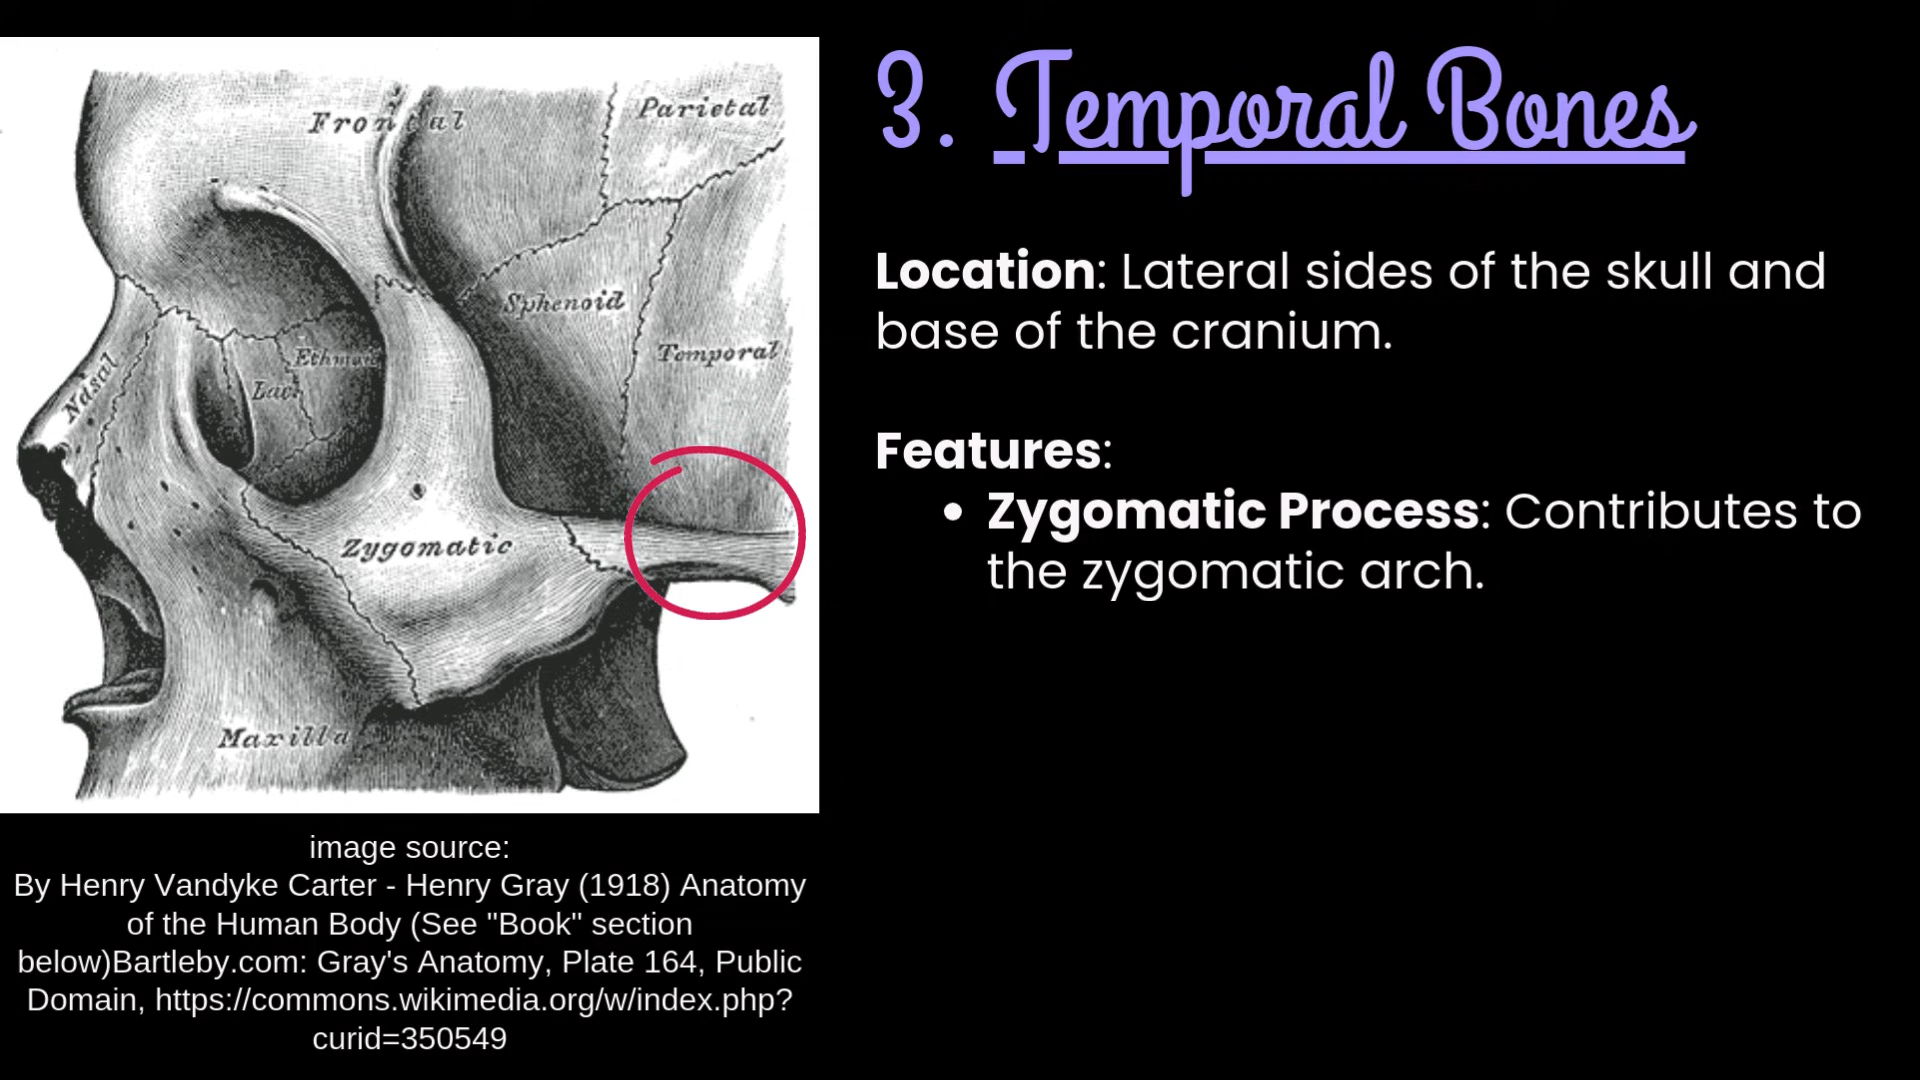 3. Temporal Bones
Location: Lateral sides of the skull and
base of the cranium.
Features:
• Zygomatic Process: Contributes to
the zygomatic arch.
Frontal
Parietal
Sphenoid
Temporal
Ethmoid
Lac.
Nasal
Zygomatic
Maxilla
image source:
By Henry Vandyke Carter - Henry Gray (1918) Anatomy
of the Human Body (See "Book" section
below)Bartleby.com: Gray's Anatomy, Plate 164, Public
Domain, https://commons.wikimedia.org/w/index.php?
curid=350549